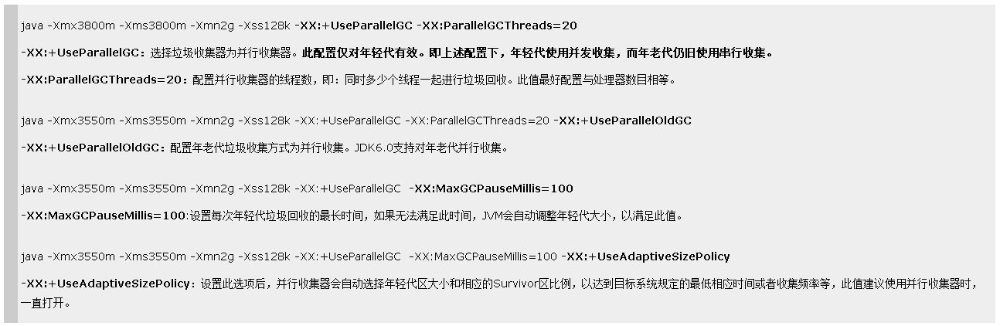 java -Xmx3800m -Xms3800m -Xmn2g -Xss128k -XX:+UseParallelGC -XX:ParallelGCThreads=20
-XX:+UseParallelGC：选择垃圾收集器为并行收集器。此配置仅对年轻代有效。即上述配置下，年轻代使用并发收集，而年老代仍旧使用串行收集。
-XX:ParallelGCThreads=20：配置并行收集器的线程数，即：同时多少个线程一起进行垃圾回收。此值最好配置与处理器数目相等。
java -Xmx3550m -Xms3550m -Xmn2g -Xss128k -XX:+UseParallelGC -XX:ParallelGCThreads=20 -XX:+UseParallelOldGC
-XX:+UseParallelOldGC：配置年老代垃圾收集方式为并行收集。JDK6.0支持对年老代并行收集。
java -Xmx3550m -Xms3550m -Xmn2g -Xss128k -XX:+UseParallelGC  -XX:MaxGCPauseMillis=100
-XX:MaxGCPauseMillis=100:设置每次年轻代垃圾回收的最长时间，如果无法满足此时间，JVM会自动调整年轻代大小，以满足此值。
java -Xmx3550m -Xms3550m -Xmn2g -Xss128k -XX:+UseParallelGC  -XX:MaxGCPauseMillis=100 -XX:+UseAdaptiveSizePolicy
-XX:+UseAdaptiveSizePolicy：设置此选项后，并行收集器会自动选择年轻代区大小和相应的Survivor区比例，以达到目标系统规定的最低相应时间或者收集频率等，此值建议使用并行收集器时，
一直打开。